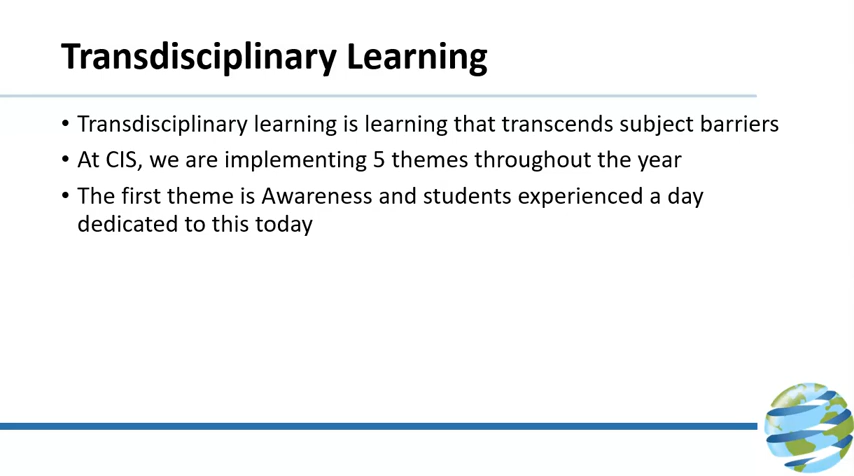 Transdisciplinary Learning
• Transdisciplinary learning is learning that transcends subject barriers
• At CIS, we are implementing 5 themes throughout the year
• The first theme is Awareness and students experienced a day
dedicated to this today